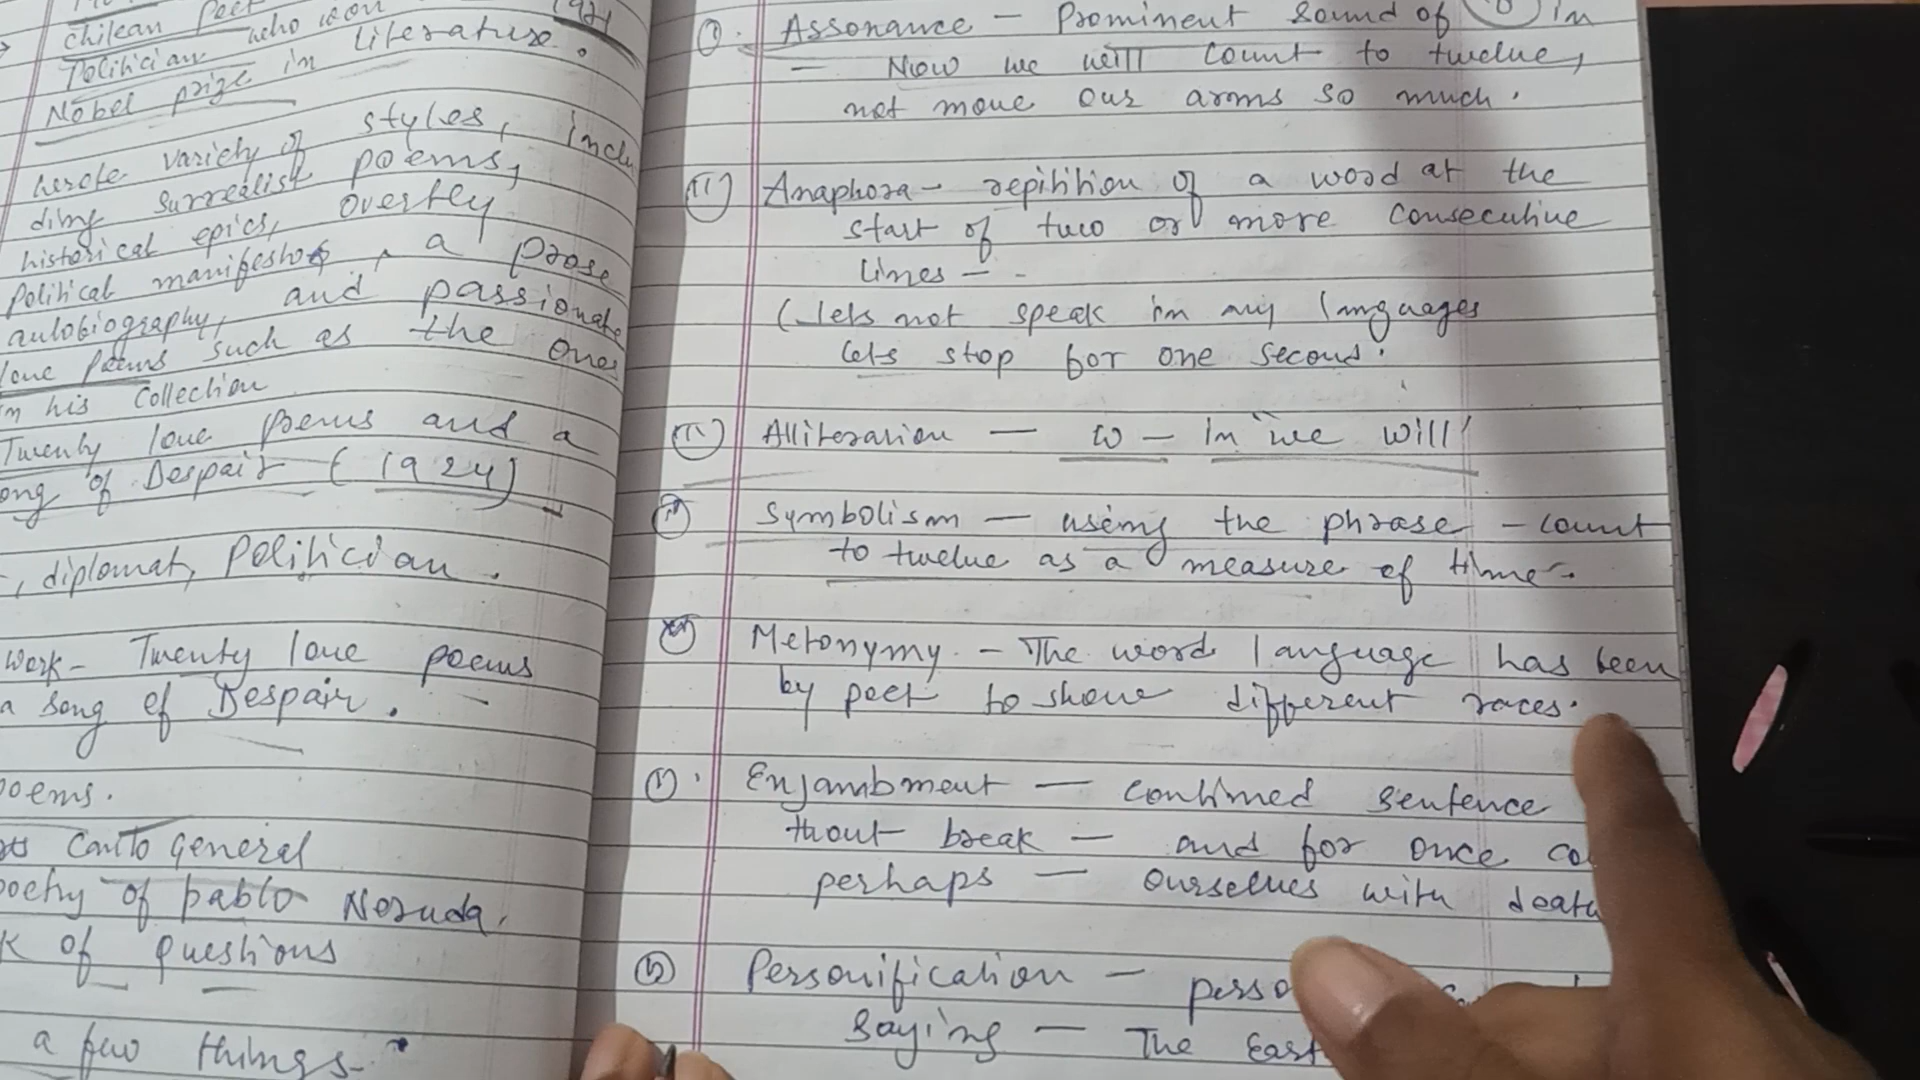 chilean poet
Politician who won 1971
Nobel prize in Literature.
wrote variety of styles, inclu
ding surrealist poems,
historical epics, overtly
Political manifestos, a prose
autobiography, and passionate
love poems such as the ones
in his collection
Twenty love poems and a
ong of Despair (1924)
, diplomat, Politician.
work - Twenty love poems
a song of Despair.
poems.
Canto General
poetry of pablo Neruda.
k of questions
a few things.
I. Assonance - Prominent sound of "o" in
- Now we will count to twelve,
not move our arms so much.
(II) Anaphora - repitition of a word at the
start of two or more consecutive
lines - -
(lets not speak in any languages
lets stop for one second.
Alliteration - w - in "we will"
Symbolism - using the phrase - count
to twelve as a measure of time -.
Metonymy. - The word language has been
by poet to show different races.
Enjambment - continued sentence
thout break - and for once co
perhaps - ourselves with death
Personification - perso
saying - The East